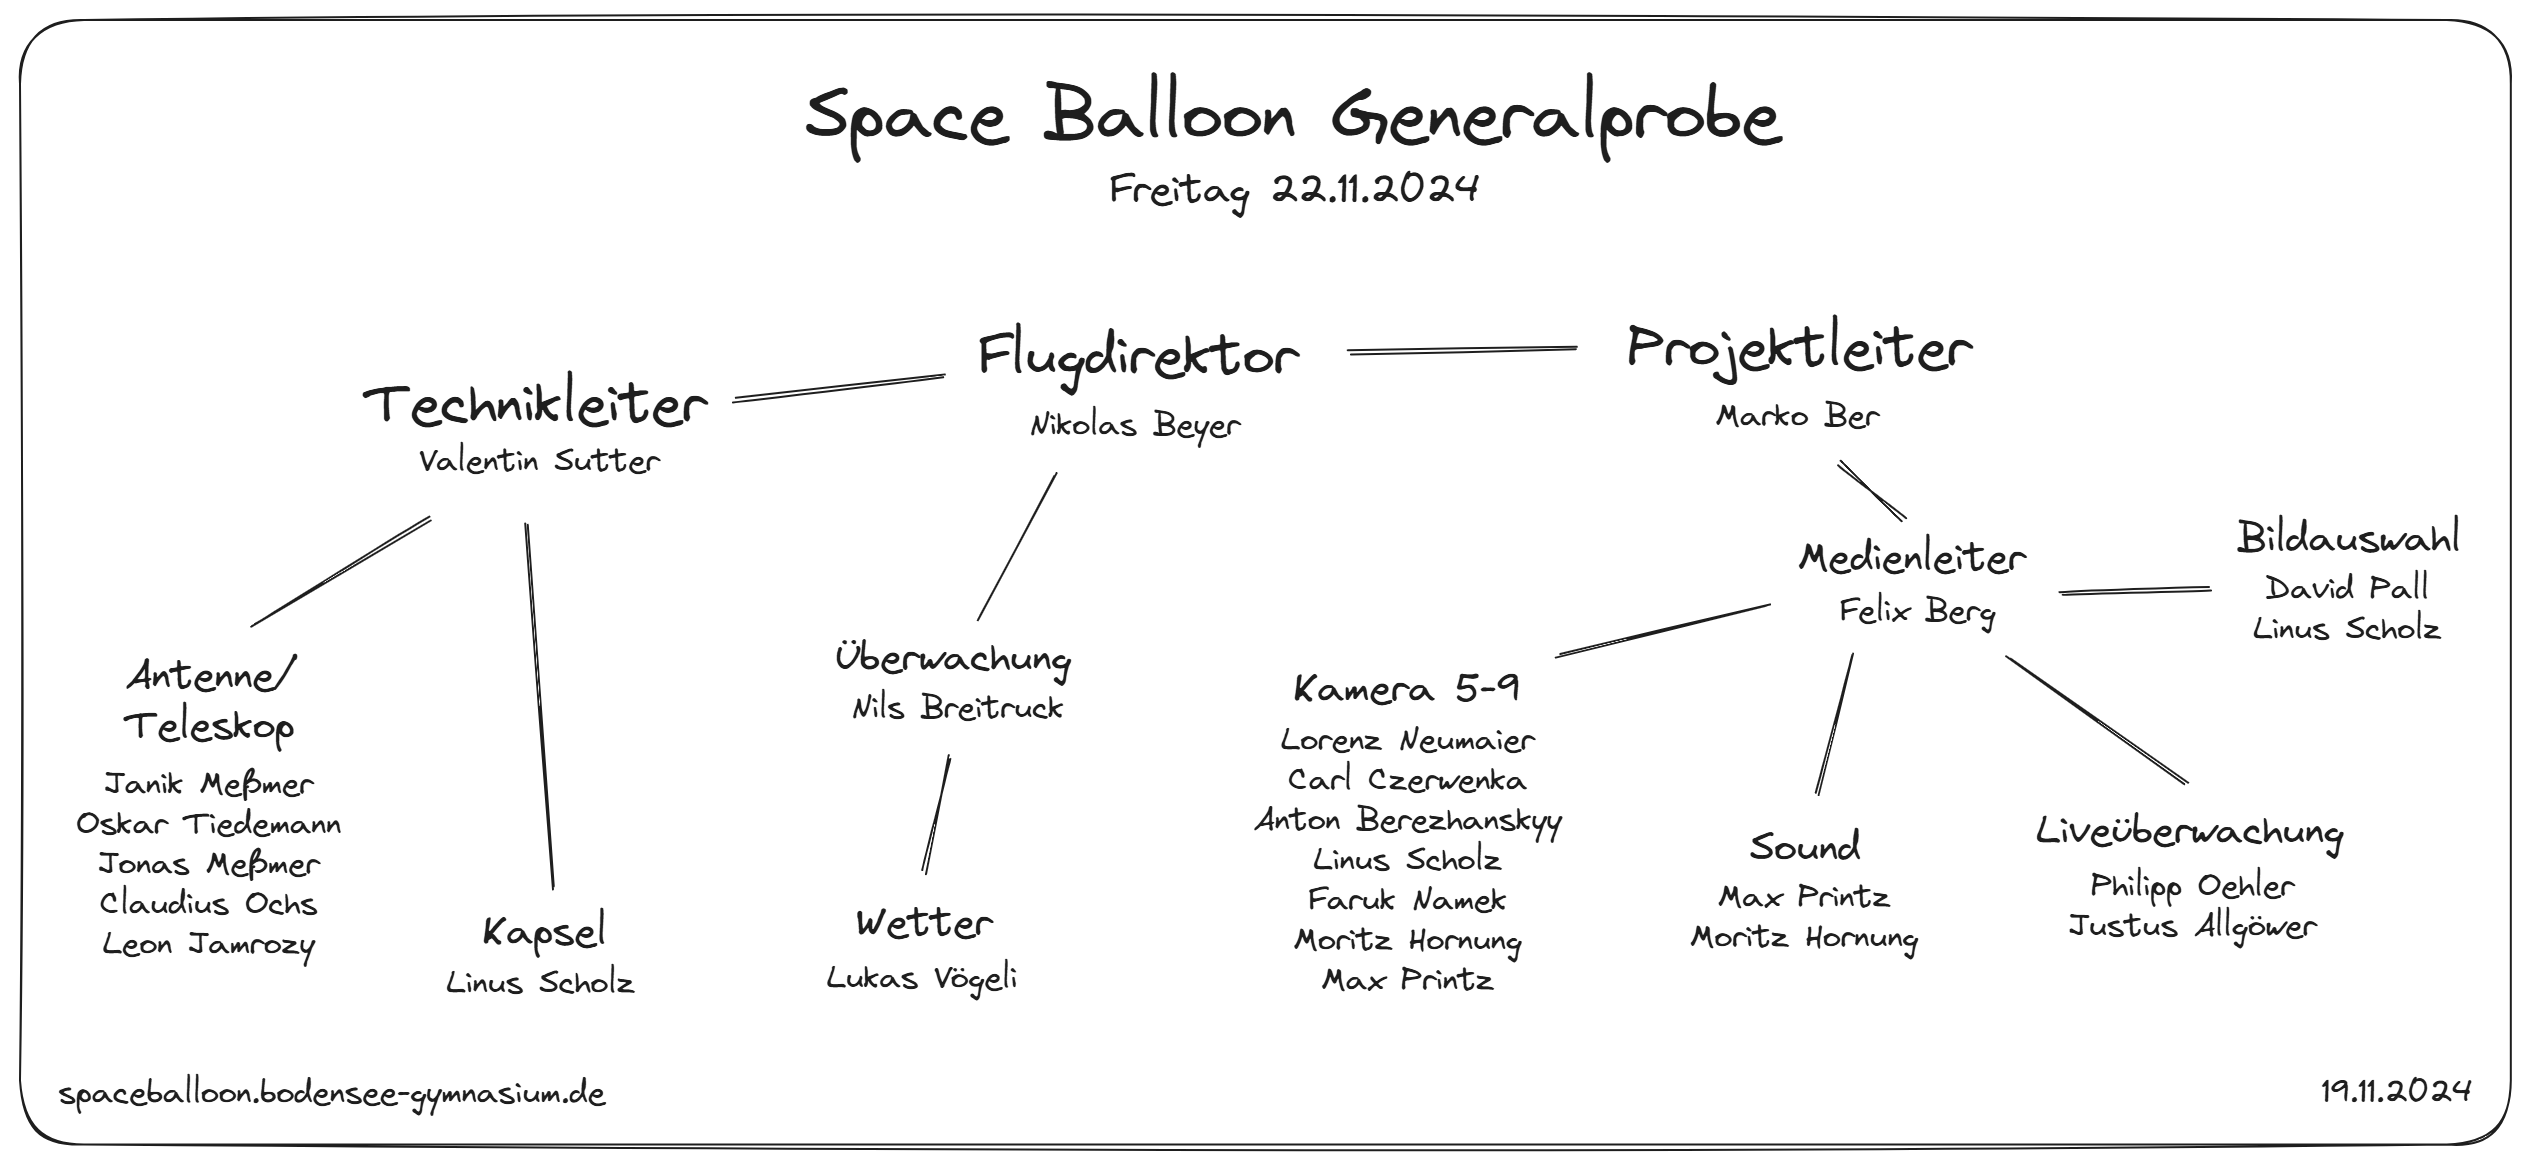 Space Balloon Generalprobe
Freitag 22.11.2024
Technikleiter
Valentin Sutter
Flugdirektor
Nikolas Beyer
Projektleiter
Marko Ber
Medienleiter
Felix Berg
Bildauswahl
David Pall
Linus Scholz
Antenne/
Teleskop
Janik Meßmer
Oskar Tiedemann
Jonas Meßmer
Claudius Ochs
Leon Jamrozy
Kapsel
Linus Scholz
Überwachung
Nils Breitruck
Wetter
Lukas Vögeli
Kamera 5-9
Lorenz Neumaier
Carl Czerwenka
Anton Berezhanskyy
Linus Scholz
Faruk Namek
Moritz Hornung
Max Printz
Sound
Max Printz
Moritz Hornung
Liveüberwachung
Philipp Oehler
Justus Allgöwer
spaceballoon.bodensee-gymnasium.de
19.11.2024